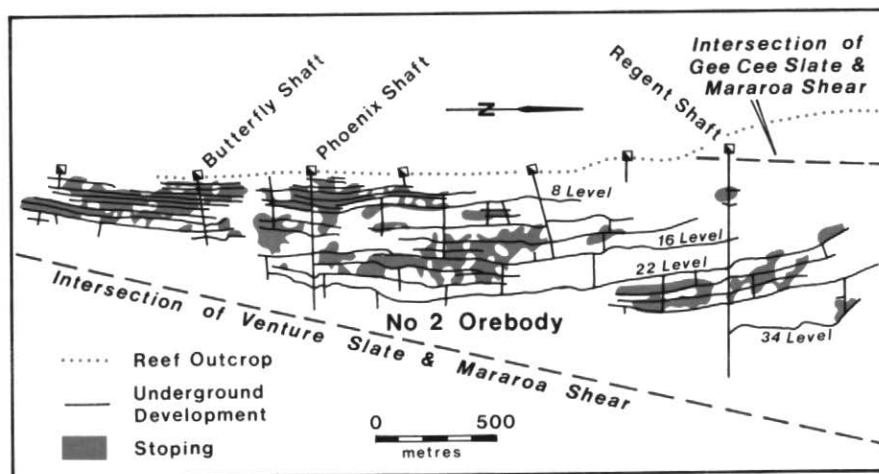 Butterfly Shaft
Phoenix Shaft
Regent Shaft
Intersection of
Gee Cee Slate &
Mararoa Shear
N
8 Level
16 Level
22 Level
34 Level
No 2 Orebody
Intersection of Venture Slate & Mararoa Shear
Reef Outcrop
Underground
Development
Stoping
0 500
metres